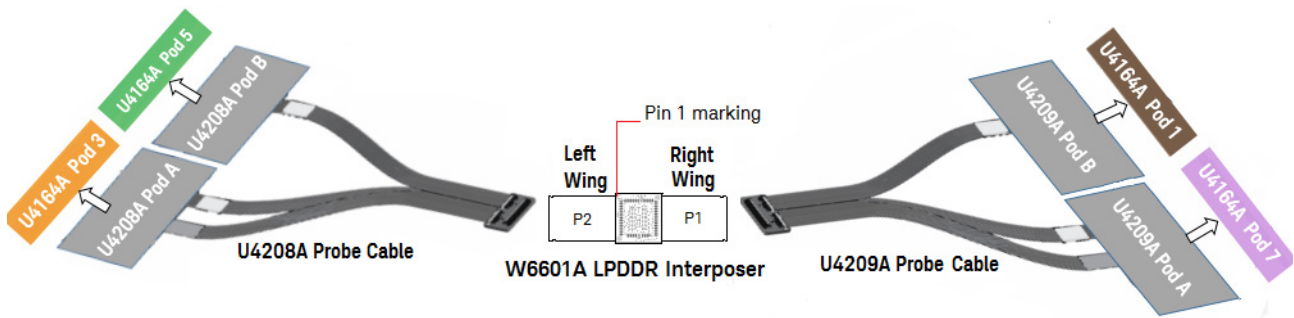 U4164A Pod 5
U4208A Pod B
U4164A Pod 3
U4208A Pod A
U4208A Probe Cable
Pin 1 marking
Left
Wing
Right
Wing
P2
P1
W6601A LPDDR Interposer
U4164A Pod 1
U4209A Pod B
U4164A Pod 7
U4209A Pod A
U4209A Probe Cable